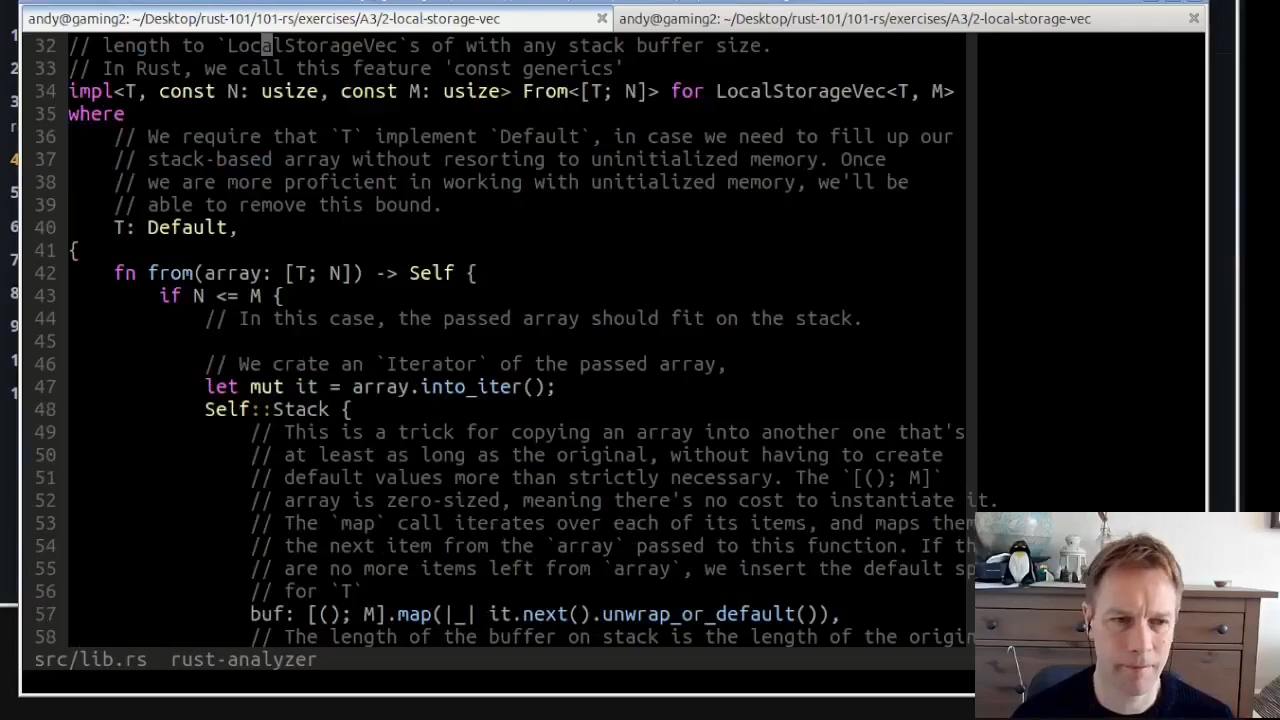 andy@gaming2: ~/Desktop/rust-101/101-rs/exercises/A3/2-local-storage-vec
andy@gaming2: ~/Desktop/rust-101/101-rs/exercises/A3/2-local-storage-vec
32 // length to `LocalStorageVec`s of with any stack buffer size.
33 // In Rust, we call this feature 'const generics'
34 impl<T, const N: usize, const M: usize> From<[T; N]> for LocalStorageVec<T, M>
35 where
36 // We require that `T` implement `Default`, in case we need to fill up our
37 // stack-based array without resorting to uninitialized memory. Once
38 // we are more proficient in working with unitialized memory, we'll be
39 // able to remove this bound.
40 T: Default,
41 {
42 fn from(array: [T; N]) -> Self {
43 if N <= M {
44 // In this case, the passed array should fit on the stack.
45
46 // We crate an `Iterator` of the passed array,
47 let mut it = array.into_iter();
48 Self::Stack {
49 // This is a trick for copying an array into another one that's
50 // at least as long as the original, without having to create
51 // default values more than strictly necessary. The `[(); M]`
52 // array is zero-sized, meaning there's no cost to instantiate it.
53 // The `map` call iterates over each of its items, and maps them
54 // the next item from the `array` passed to this function. If th
55 // are no more items left from `array`, we insert the default sp
56 // for `T`
57 buf: [(); M].map(|_| it.next().unwrap_or_default()),
58 // The length of the buffer on stack is the length of the origin
src/lib.rs rust-analyzer